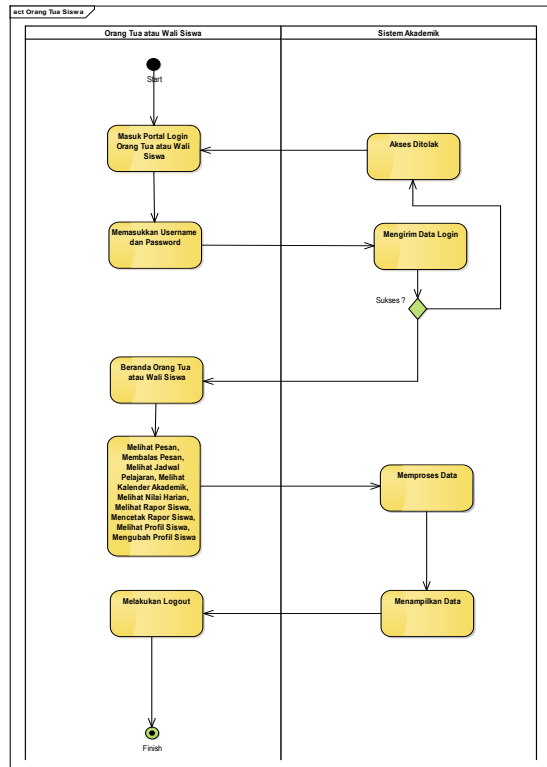 act Orang Tua Siswa
Orang Tua atau Wali Siswa
Sistem Akademik
Start
Masuk Portal Login
Orang Tua atau Wali
Siswa
Akses Ditolak
Memasukkan Username
dan Password
Mengirim Data Login
Sukses ?
Beranda Orang Tua
atau Wali Siswa
Melihat Pesan,
Membalas Pesan,
Melihat Jadwal
Pelajaran, Melihat
Kalender Akademik,
Melihat Nilai Harian,
Melihat Rapor Siswa,
Mencetak Rapor Siswa,
Melihat Profil Siswa,
Mengubah Profil Siswa
Memproses Data
Melakukan Logout
Menampilkan Data
Finish